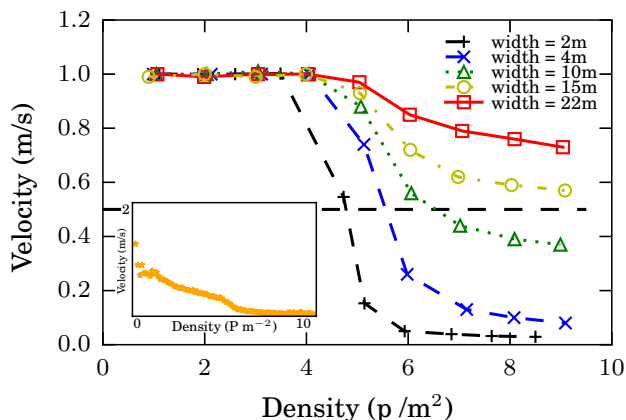 1.2
1.0
0.8
0.6
0.4
0.2
0.0
Velocity (m/s)
width = 2m
width = 4m
width = 10m
width = 15m
width = 22m
2
Velocity (m/s)
0
10
Density (P m⁻²)
0
2
4
6
8
10
Density (p /m²)